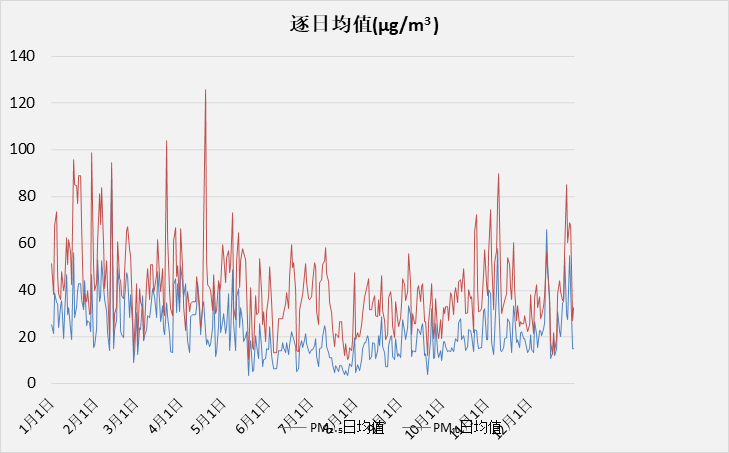 逐日均值(μg/m³)
140
120
100
80
60
40
20
0
1月1日
2月1日
3月1日
4月1日
5月1日
6月1日
7月1日
8月1日
9月1日
10月1日
11月1日
12月1日
PM₂.₅日均值
PM₁₀日均值